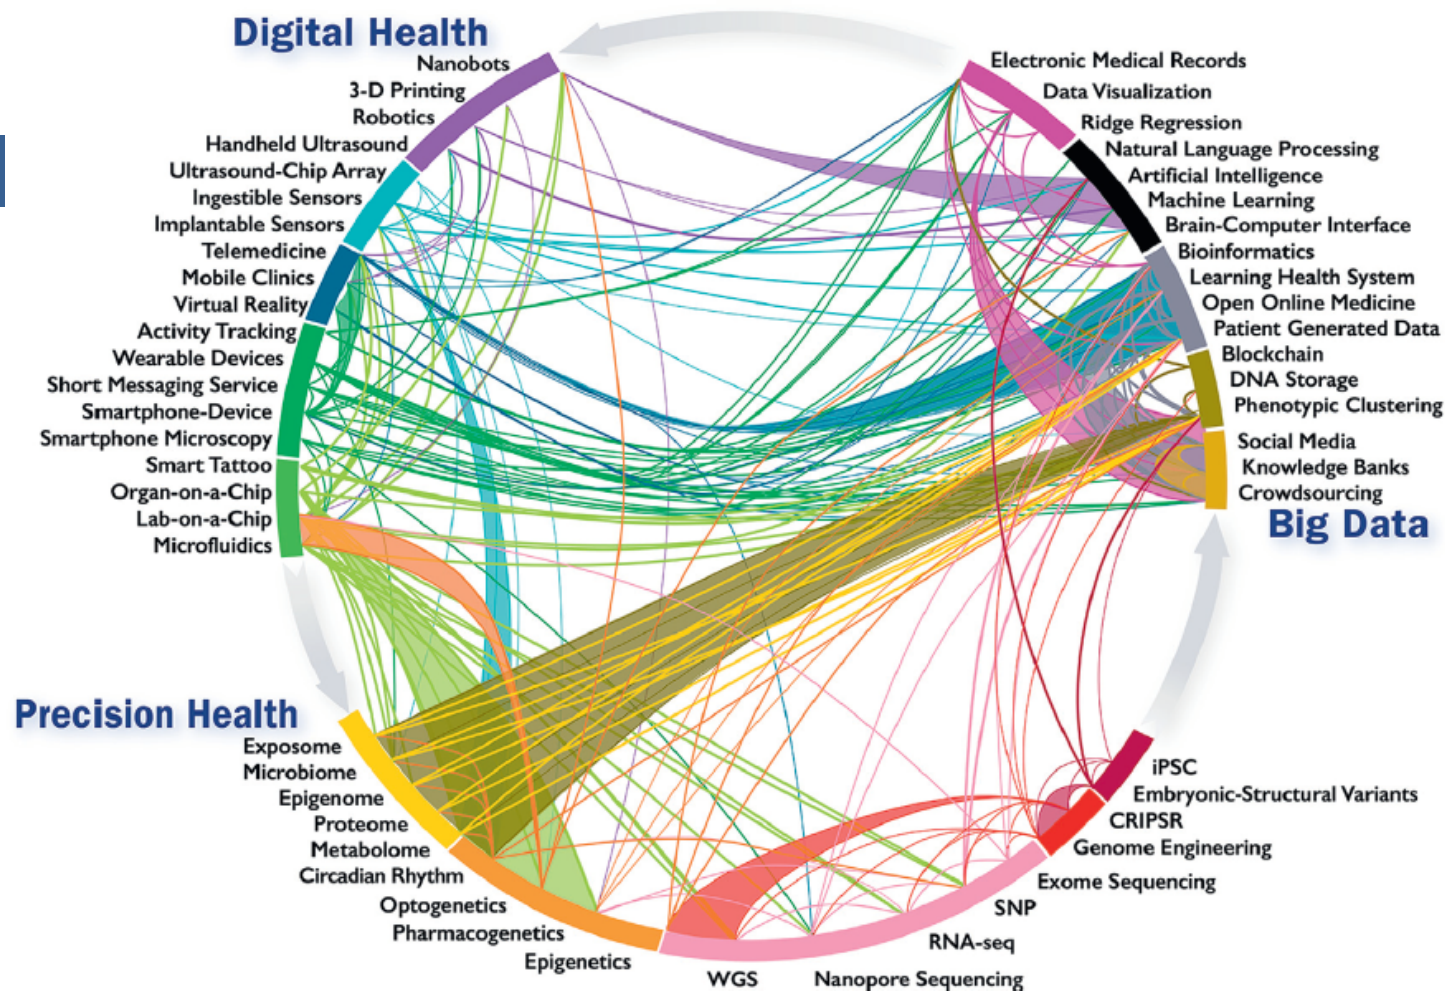 Digital Health
Nanobots
3-D Printing
Robotics
Handheld Ultrasound
Ultrasound-Chip Array
Ingestible Sensors
Implantable Sensors
Telemedicine
Mobile Clinics
Virtual Reality
Activity Tracking
Wearable Devices
Short Messaging Service
Smartphone-Device
Smartphone Microscopy
Smart Tattoo
Organ-on-a-Chip
Lab-on-a-Chip
Microfluidics
Electronic Medical Records
Data Visualization
Ridge Regression
Natural Language Processing
Artificial Intelligence
Machine Learning
Brain-Computer Interface
Bioinformatics
Learning Health System
Open Online Medicine
Patient Generated Data
Blockchain
DNA Storage
Phenotypic Clustering
Social Media
Knowledge Banks
Crowdsourcing
Big Data
Precision Health
Exposome
Microbiome
Epigenome
Proteome
Metabolome
Circadian Rhythm
Optogenetics
Pharmacogenetics
Epigenetics
WGS
Nanopore Sequencing
RNA-seq
SNP
Exome Sequencing
Genome Engineering
CRIPSR
Embryonic-Structural Variants
iPSC